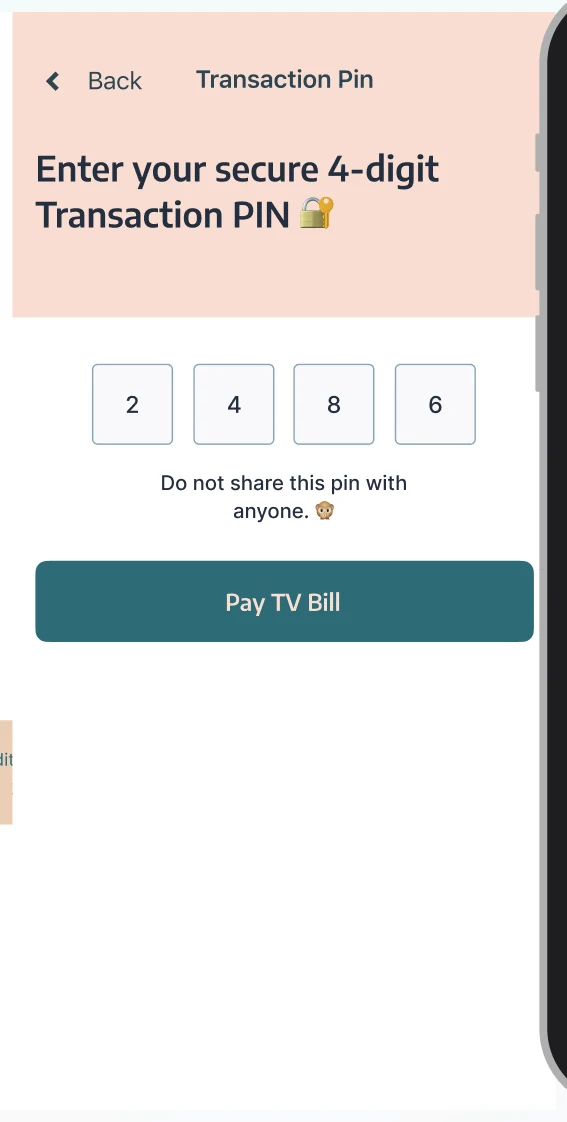 Back
Transaction Pin
Enter your secure 4-digit
Transaction PIN 🔐
2 4 8 6
Do not share this pin with
anyone. 🙊
Pay TV Bill